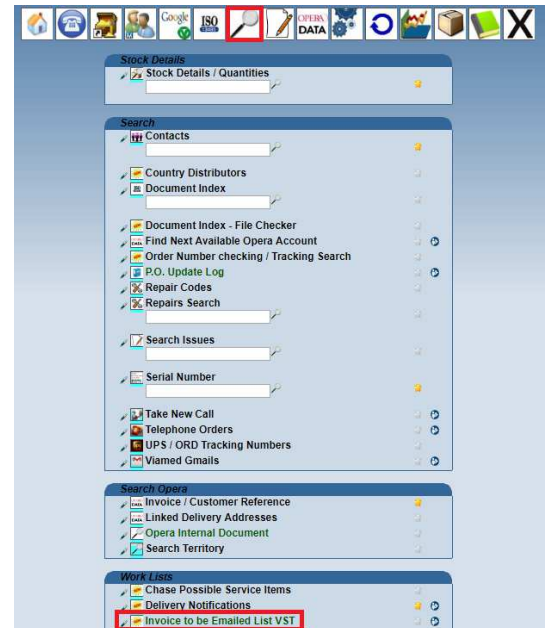 Google
ISO
OPERA
DATA
X
Stock Details
Stock Details / Quantities
Search
Contacts
Country Distributors
Document Index
Document Index - File Checker
Find Next Available Opera Account
Order Number checking / Tracking Search
P.O. Update Log
Repair Codes
Repairs Search
Search Issues
Serial Number
Take New Call
Telephone Orders
UPS / ORD Tracking Numbers
Viamed Gmails
Search Opera
Invoice / Customer Reference
Linked Delivery Addresses
Opera Internal Document
Search Territory
Work Lists
Chase Possible Service Items
Delivery Notifications
Invoice to be Emailed List VST